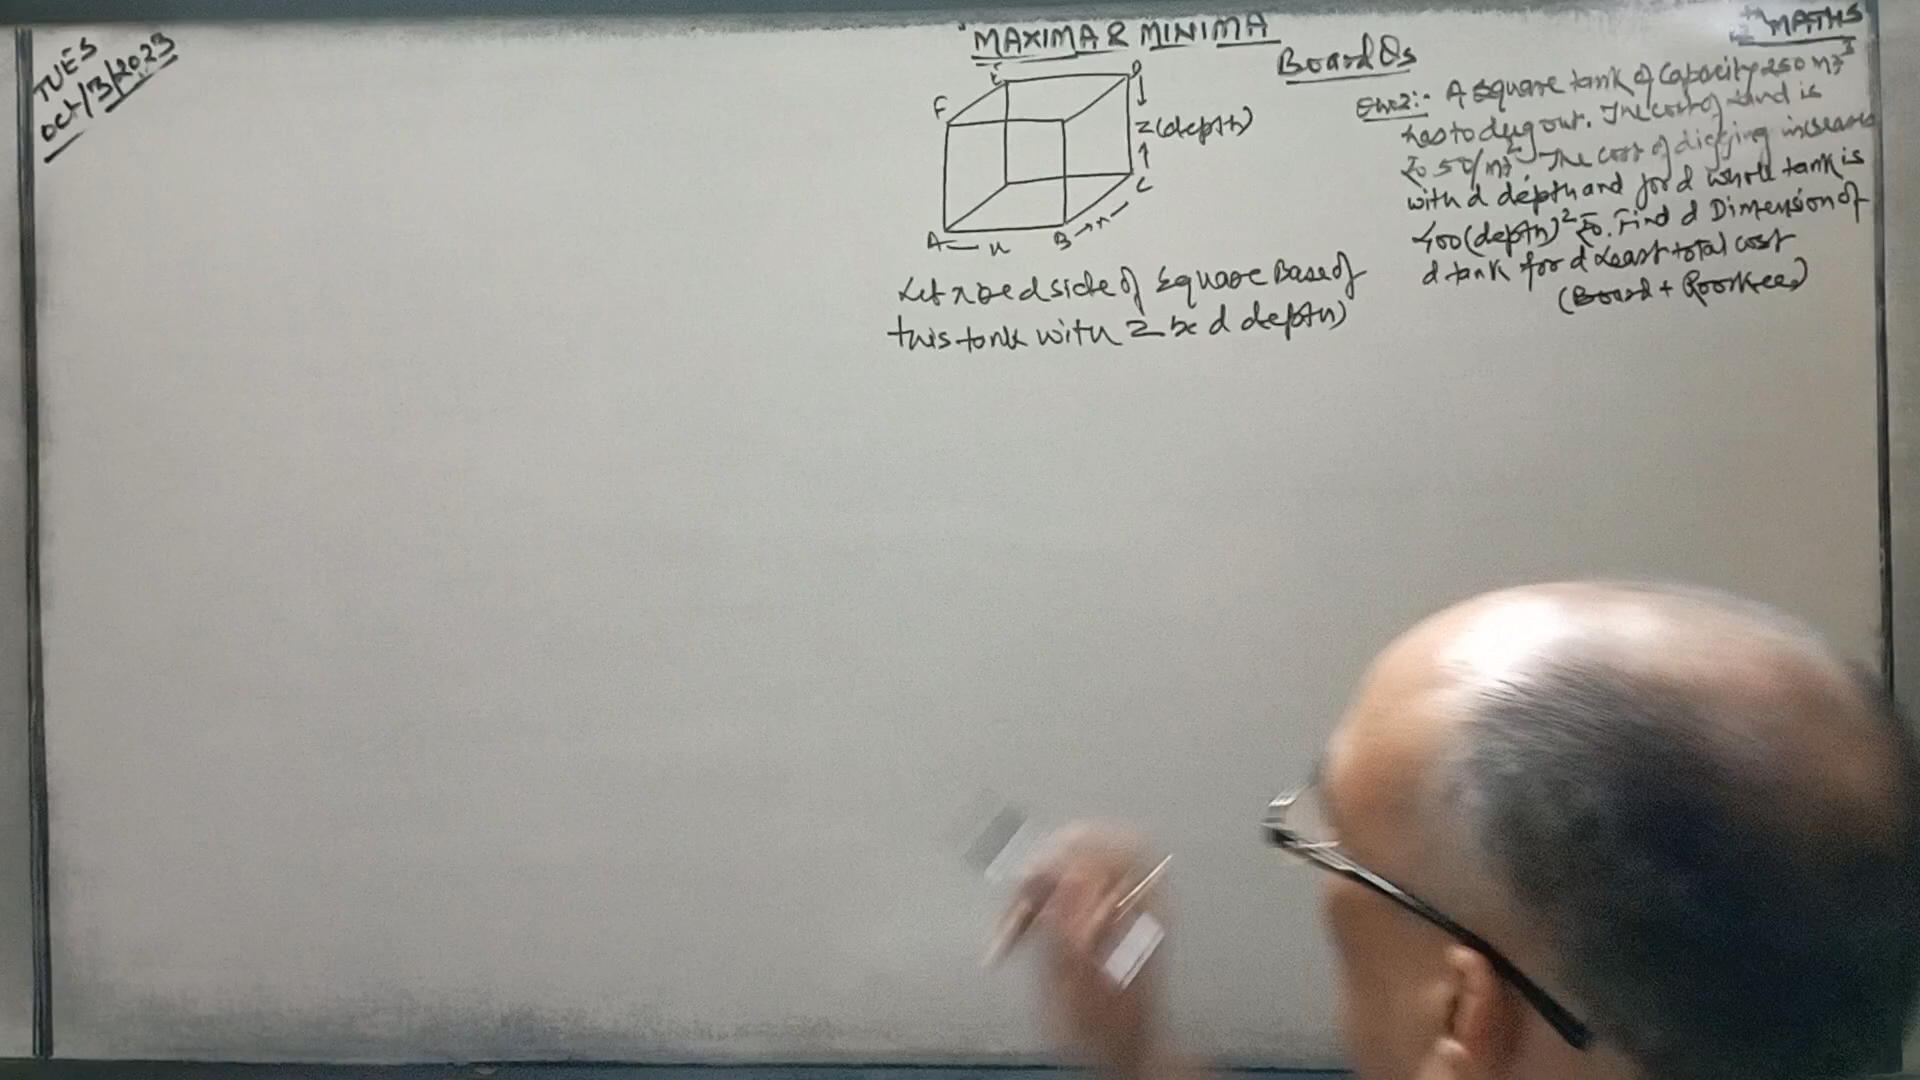 TUES
Oct/3/2023
"MAXIMA & MINIMA
MATHS
Board Qs
E
D
F
Z(depth)
C
A
x
B
x
Let x be d side of square Base of
this tank with Z be d depth)
Ques2:- A square tank of Capacity 250 m³
has to dug out. The cost of land is
₹ 50/m². The cost of digging increases
with d depth and for d whole tank is
400(depth)² ₹. Find d Dimension of
d tank for d least total cost
(Board + Roorkee)